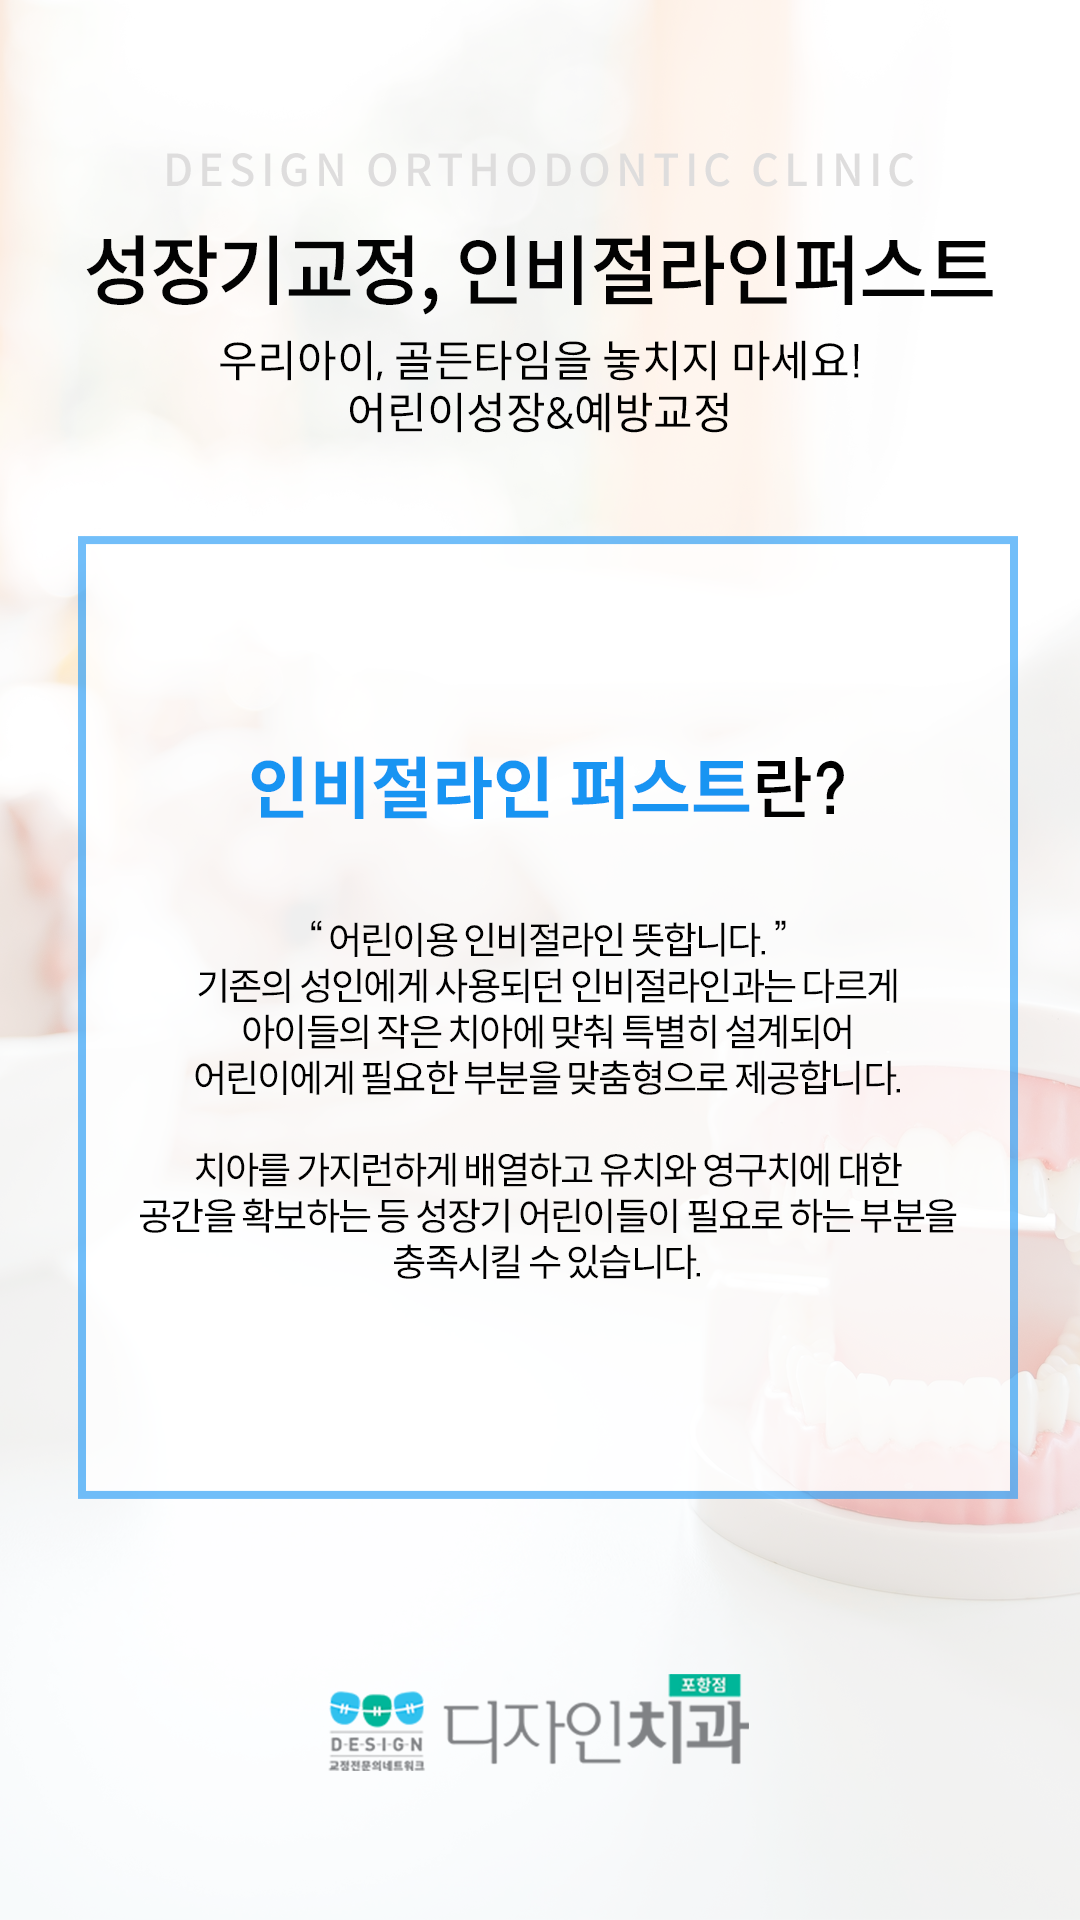 DESIGN ORTHODONTIC CLINIC
성장기교정, 인비절라인퍼스트
우리아이, 골든타임을 놓치지 마세요!
어린이성장&예방교정
인비절라인 퍼스트란?
“ 어린이용 인비절라인 뜻합니다. ”
기존의 성인에게 사용되던 인비절라인과는 다르게
아이들의 작은 치아에 맞춰 특별히 설계되어
어린이에게 필요한 부분을 맞춤형으로 제공합니다.
치아를 가지런하게 배열하고 유치와 영구치에 대한
공간을 확보하는 등 성장기 어린이들이 필요로 하는 부분을
충족시킬 수 있습니다.
포항점
디자인치과
D·E·S·I·G·N
교정전문의네트워크